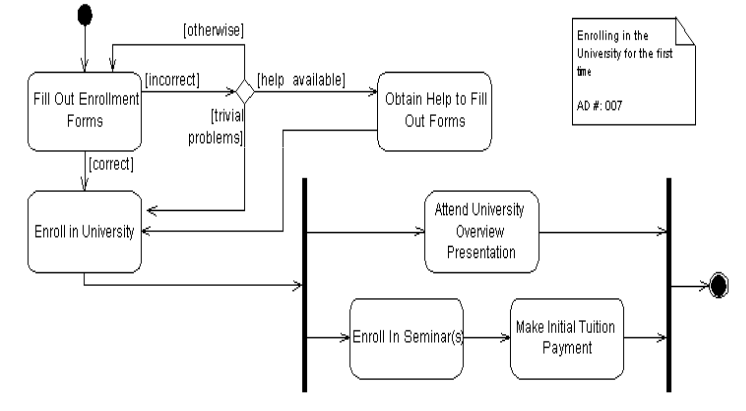 [otherwise]
Enrolling in the
University for the first
time
AD #: 007
[incorrect]
[help available]
Fill Out Enrollment
Forms
Obtain Help to Fill
Out Forms
[trivial
problems]
[correct]
Enroll in University
Attend University
Overview
Presentation
Enroll In Seminar(s)
Make Initial Tuition
Payment